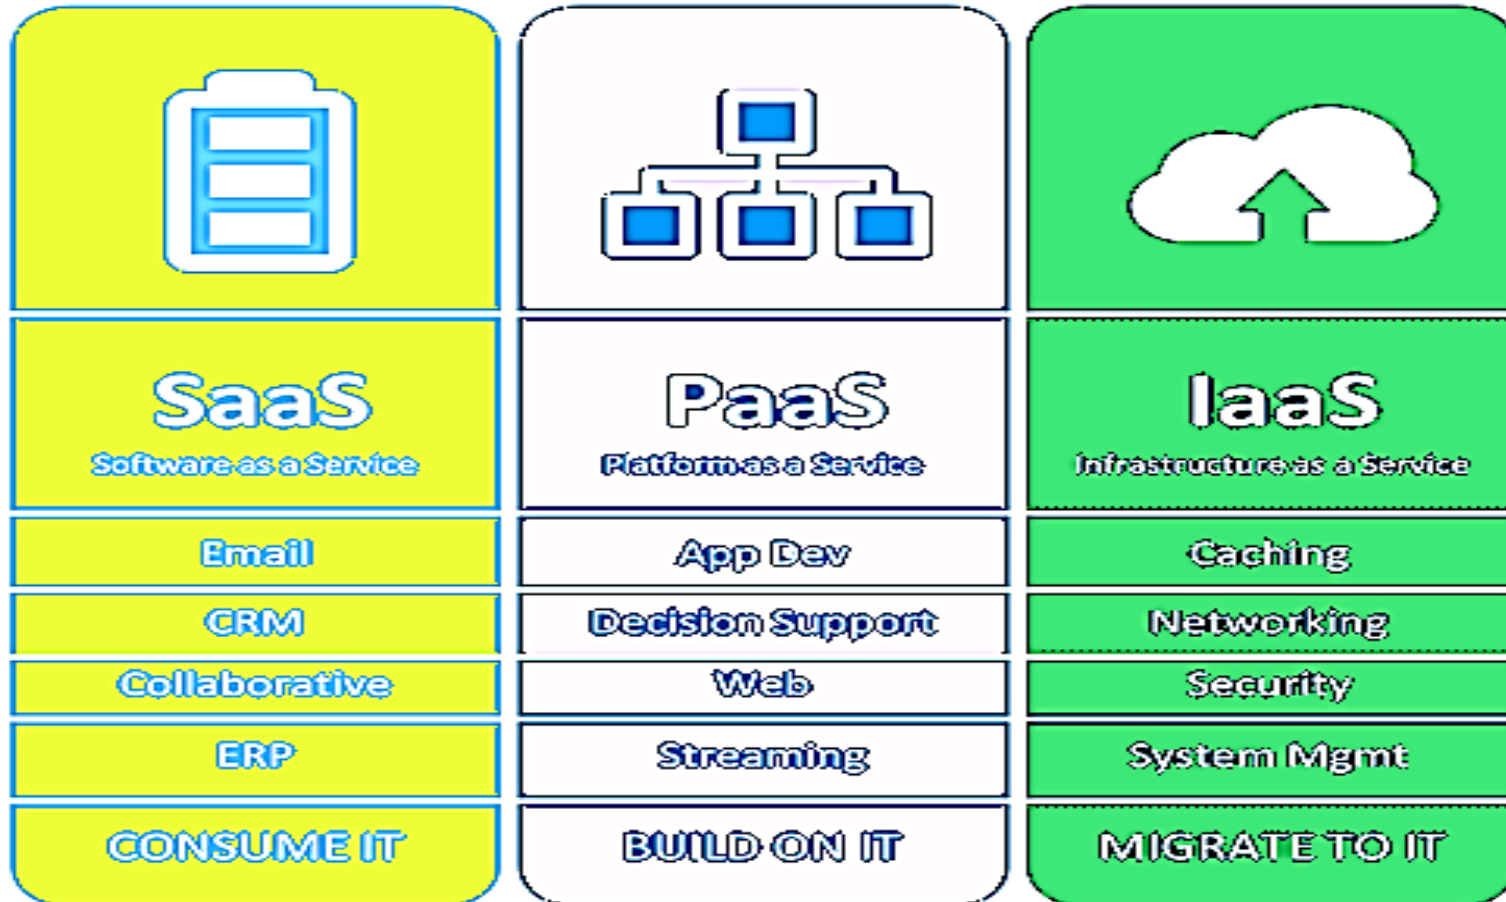 SaaS
Software as a Service
Email
CRM
Collaborative
ERP
CONSUME IT
PaaS
Platform as a Service
App Dev
Decision Support
Web
Streaming
BUILD ON IT
IaaS
Infrastructure as a Service
Caching
Networking
Security
System Mgmt
MIGRATE TO IT